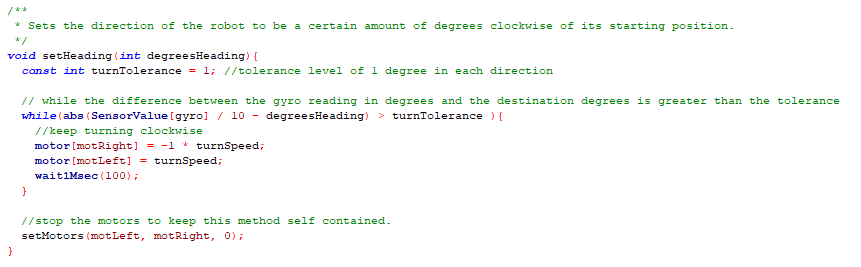 /**
* Sets the direction of the robot to be a certain amount of degrees clockwise of its starting position.
*/
void setHeading(int degreesHeading){
const int turnTolerance = 1; //tolerance level of 1 degree in each direction
// while the difference between the gyro reading in degrees and the destination degrees is greater than the tolerance
while(abs(SensorValue[gyro] / 10 - degreesHeading) > turnTolerance ){
//keep turning clockwise
motor[motRight] = -1 * turnSpeed;
motor[motLeft] = turnSpeed;
wait1Msec(100);
}
//stop the motors to keep this method self contained.
setMotors(motLeft, motRight, 0);
}